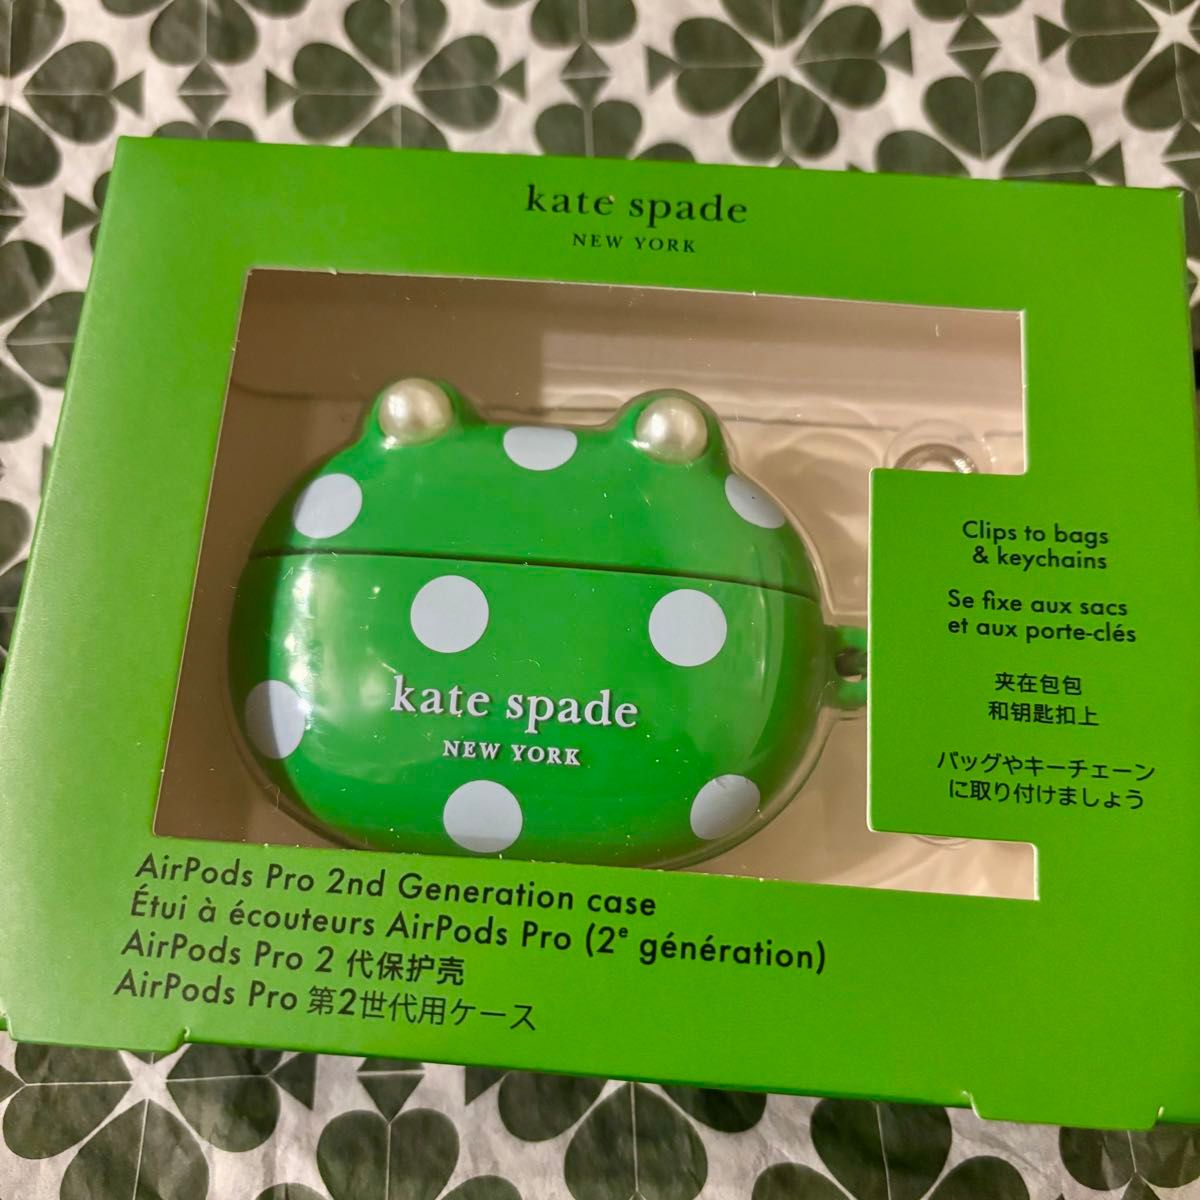 kate spade
NEW YORK
kate spade
NEW YORK
Clips to bags
& keychains
Se fixe aux sacs
et aux porte-clés
夹在包包
和钥匙扣上
バッグやキーチェーン
に取り付けましょう
AirPods Pro 2nd Generation case
Étui à écouteurs AirPods Pro (2ᵉ génération)
AirPods Pro 2 代保护壳
AirPods Pro 第2世代用ケース